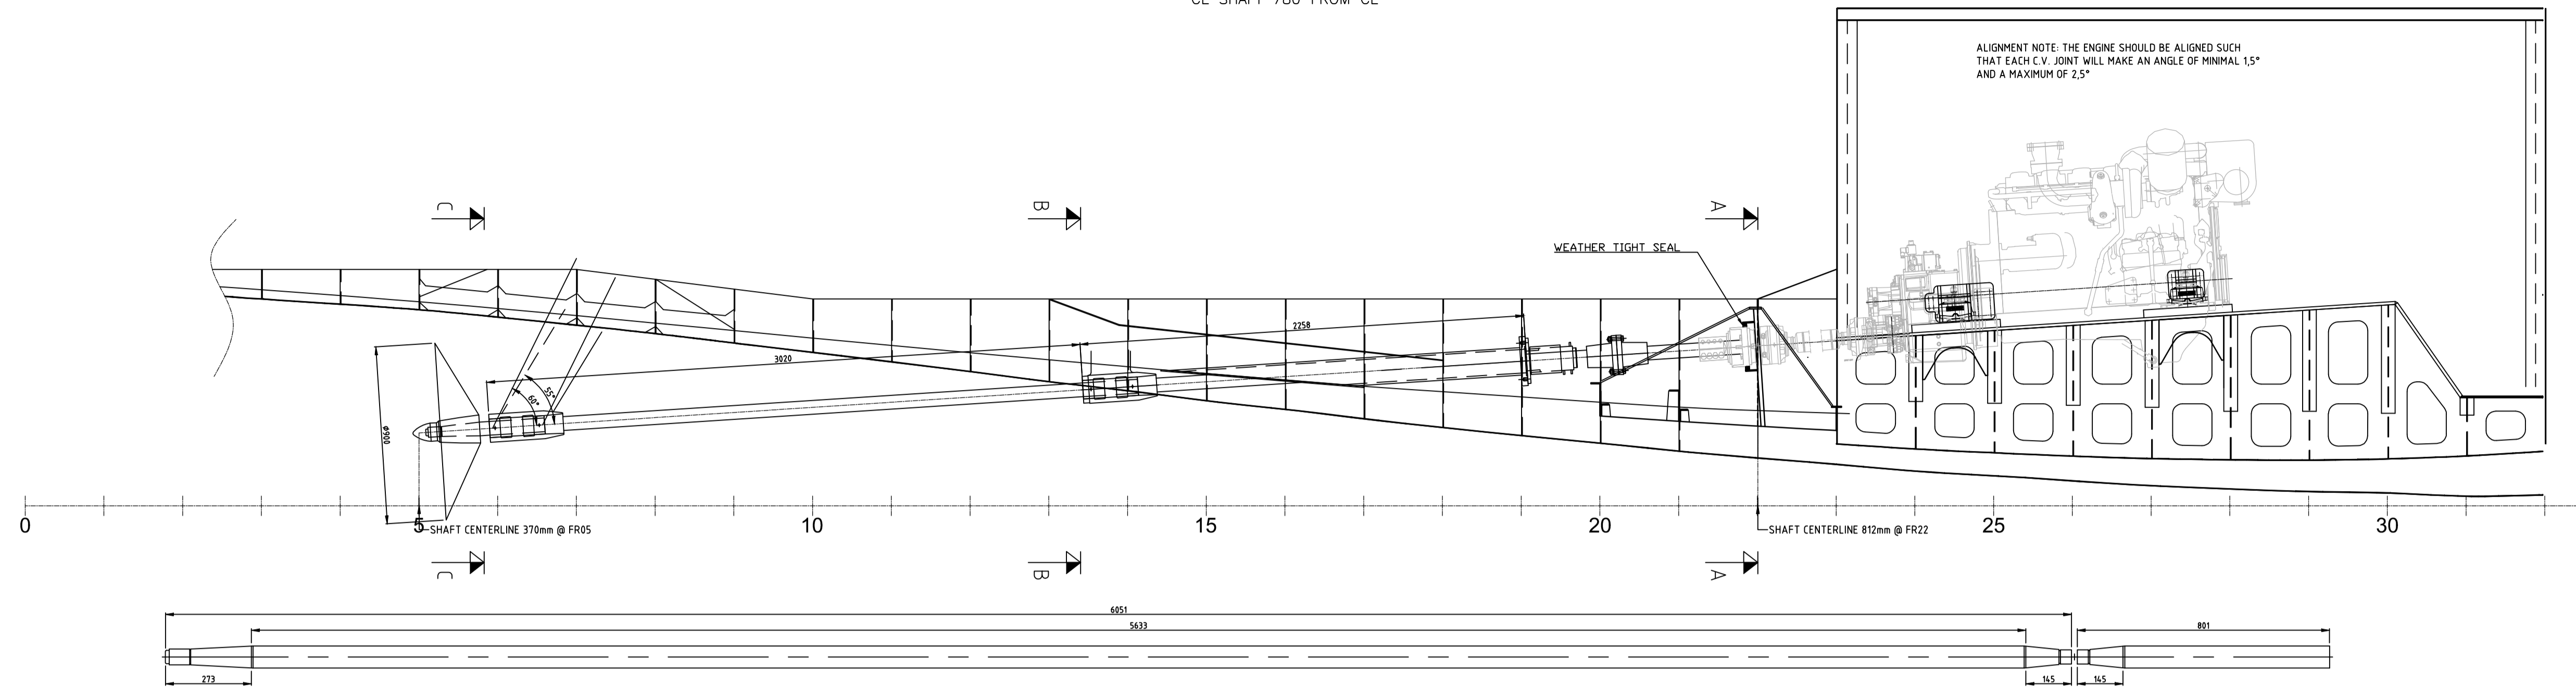 CL SHAFT 780 FROM CL
ALIGNMENT NOTE: THE ENGINE SHOULD BE ALIGNED SUCH
THAT EACH C.V. JOINT WILL MAKE AN ANGLE OF MINIMAL 1,5°
AND A MAXIMUM OF 2,5°
C
B
A
WEATHER TIGHT SEAL
2258
3020
55°
60°
ø900
0
5
10
15
20
25
30
SHAFT CENTERLINE 370mm @ FR05
SHAFT CENTERLINE 812mm @ FR22
C
B
A
6051
5633
801
273
145
145